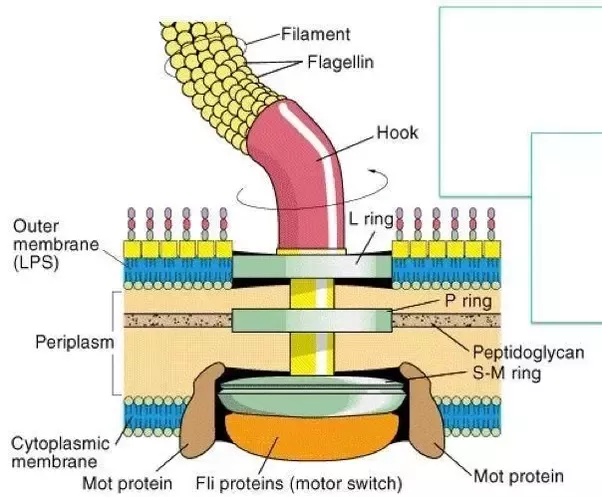 Filament
Flagellin
Hook
L ring
Outer
membrane
(LPS)
P ring
Periplasm
Peptidoglycan
S-M ring
Cytoplasmic
membrane
Mot protein
Fli proteins (motor switch)
Mot protein